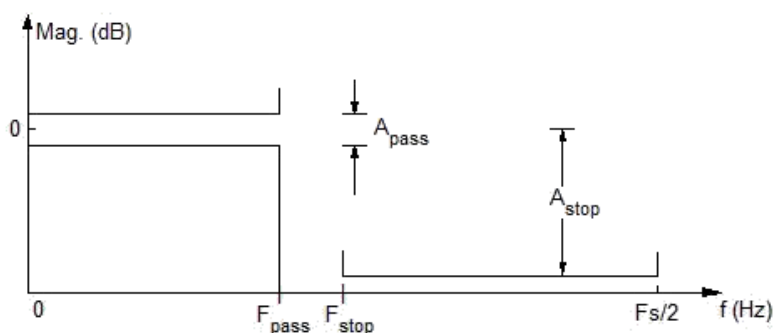 Mag. (dB)
0
A_pass
A_stop
0
F_pass
F_stop
Fs/2
f (Hz)